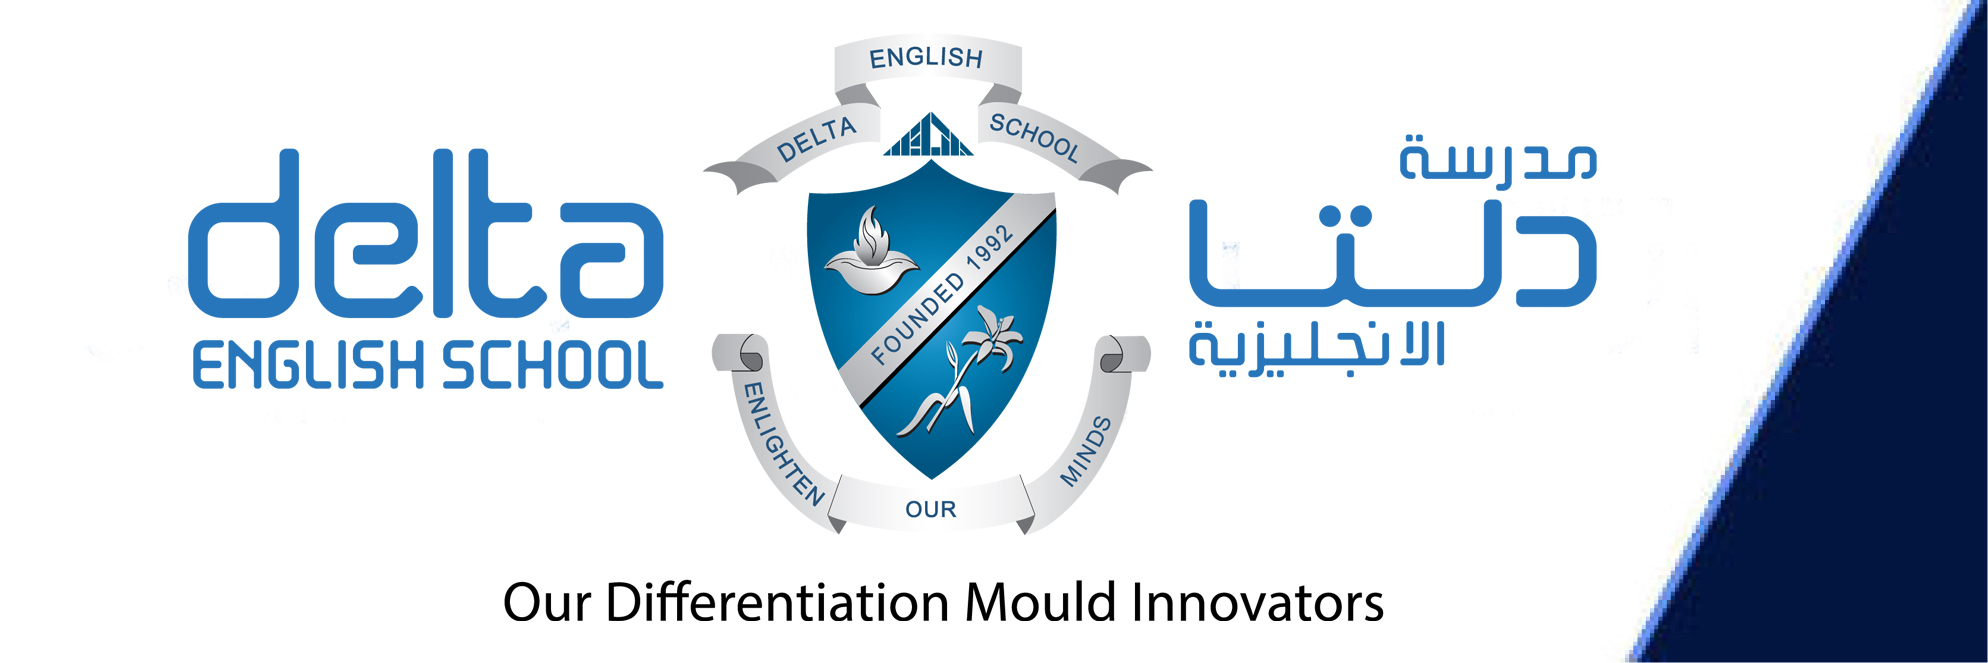 delta
ENGLISH SCHOOL
DELTA ENGLISH SCHOOL
FOUNDED 1992
ENLIGHTEN OUR MINDS
مدرسة
دلتا
الانجليزية
Our Differentiation Mould Innovators